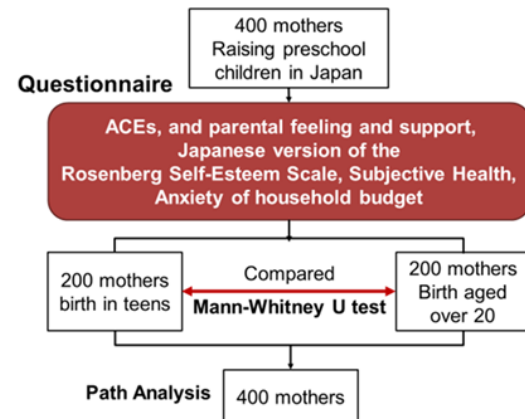 400 mothers
Raising preschool
children in Japan
Questionnaire
ACEs, and parental feeling and support,
Japanese version of the
Rosenberg Self-Esteem Scale, Subjective Health,
Anxiety of household budget
200 mothers
birth in teens
Compared
Mann-Whitney U test
200 mothers
Birth aged
over 20
Path Analysis
400 mothers